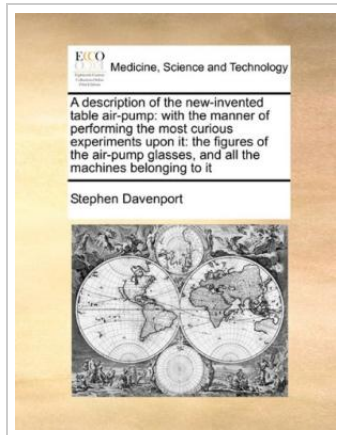 ECCO
Medicine, Science and Technology
A description of the new-invented
table air-pump: with the manner of
performing the most curious
experiments upon it: the figures of
the air-pump glasses, and all the
machines belonging to it
Stephen Davenport